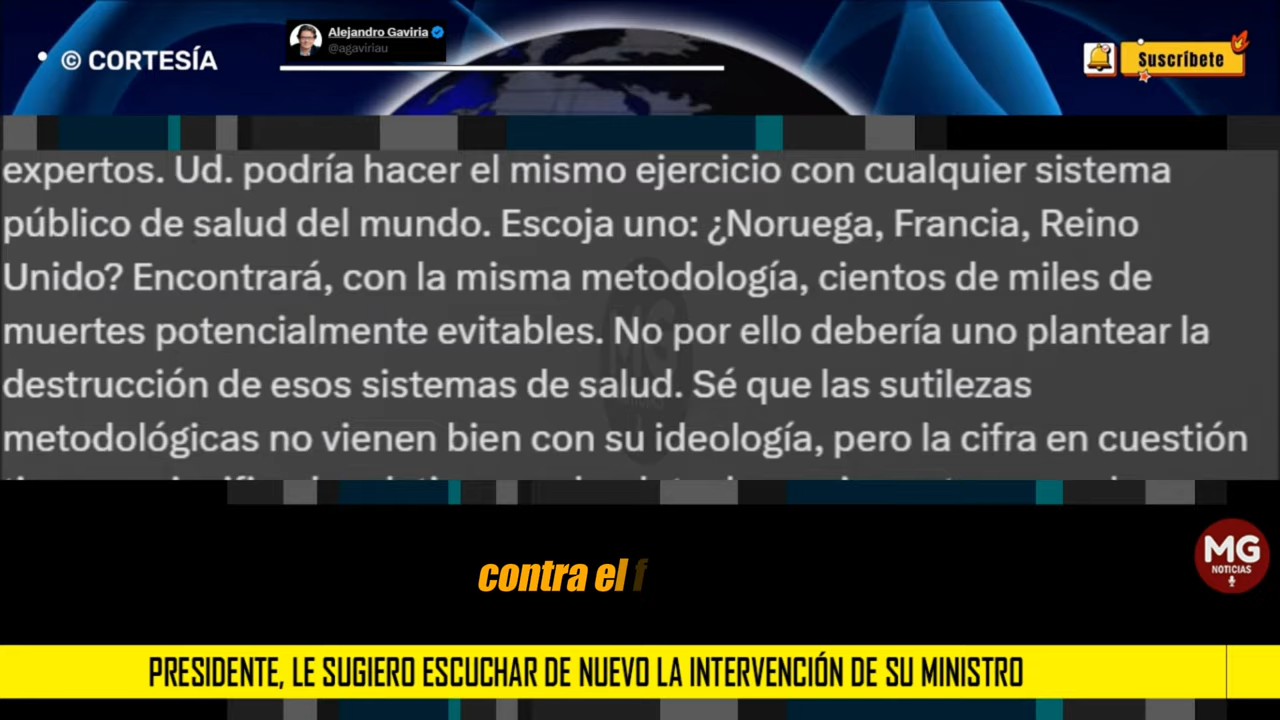 © CORTESÍA
Alejandro Gaviria
@agaviriau
Suscríbete
expertos. Ud. podría hacer el mismo ejercicio con cualquier sistema
público de salud del mundo. Escoja uno: ¿Noruega, Francia, Reino
Unido? Encontrará, con la misma metodología, cientos de miles de
muertes potencialmente evitables. No por ello debería uno plantear la
destrucción de esos sistemas de salud. Sé que las sutilezas
metodológicas no vienen bien con su ideología, pero la cifra en cuestión
contra el f
MG
NOTICIAS
PRESIDENTE, LE SUGIERO ESCUCHAR DE NUEVO LA INTERVENCIÓN DE SU MINISTRO